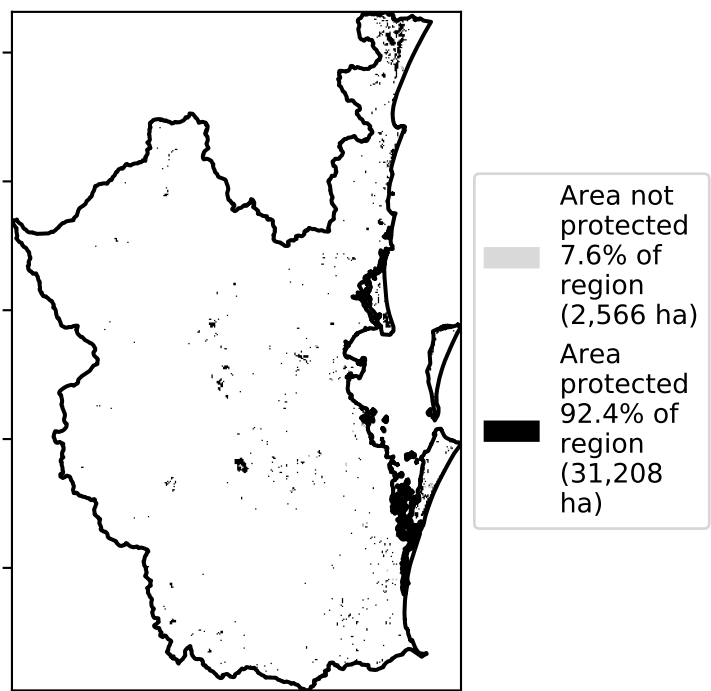 Area not
protected
7.6% of
region
(2,566 ha)
Area
protected
92.4% of
region
(31,208
ha)